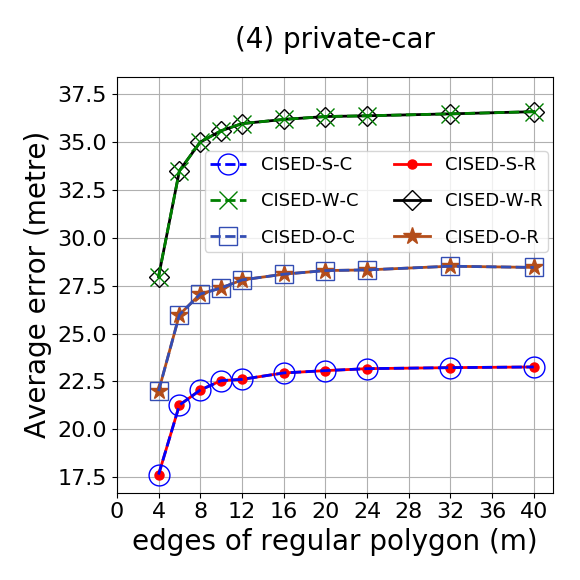 (4) private-car
Average error (metre)
37.5
35.0
32.5
30.0
27.5
25.0
22.5
20.0
17.5
CISED-S-C CISED-S-R
CISED-W-C CISED-W-R
CISED-O-C CISED-O-R
0 4 8 12 16 20 24 28 32 36 40
edges of regular polygon (m)